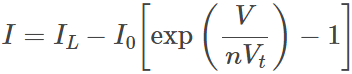 I = I_L − I_0 [ exp ( V / nV_t ) − 1 ]